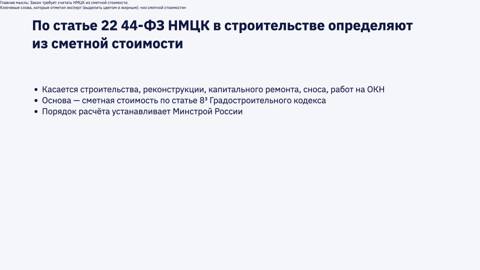 Главная мысль: Закон требует считать НМЦК из сметной стоимости.
Ключевые слова, которые отметил эксперт (выделить цветом и жирным): «из сметной стоимости»
По статье 22 44-ФЗ НМЦК в строительстве определяют
из сметной стоимости
• Касается строительства, реконструкции, капитального ремонта, сноса, работ на ОКН
• Основа — сметная стоимость по статье 8³ Градостроительного кодекса
• Порядок расчёта устанавливает Минстрой России